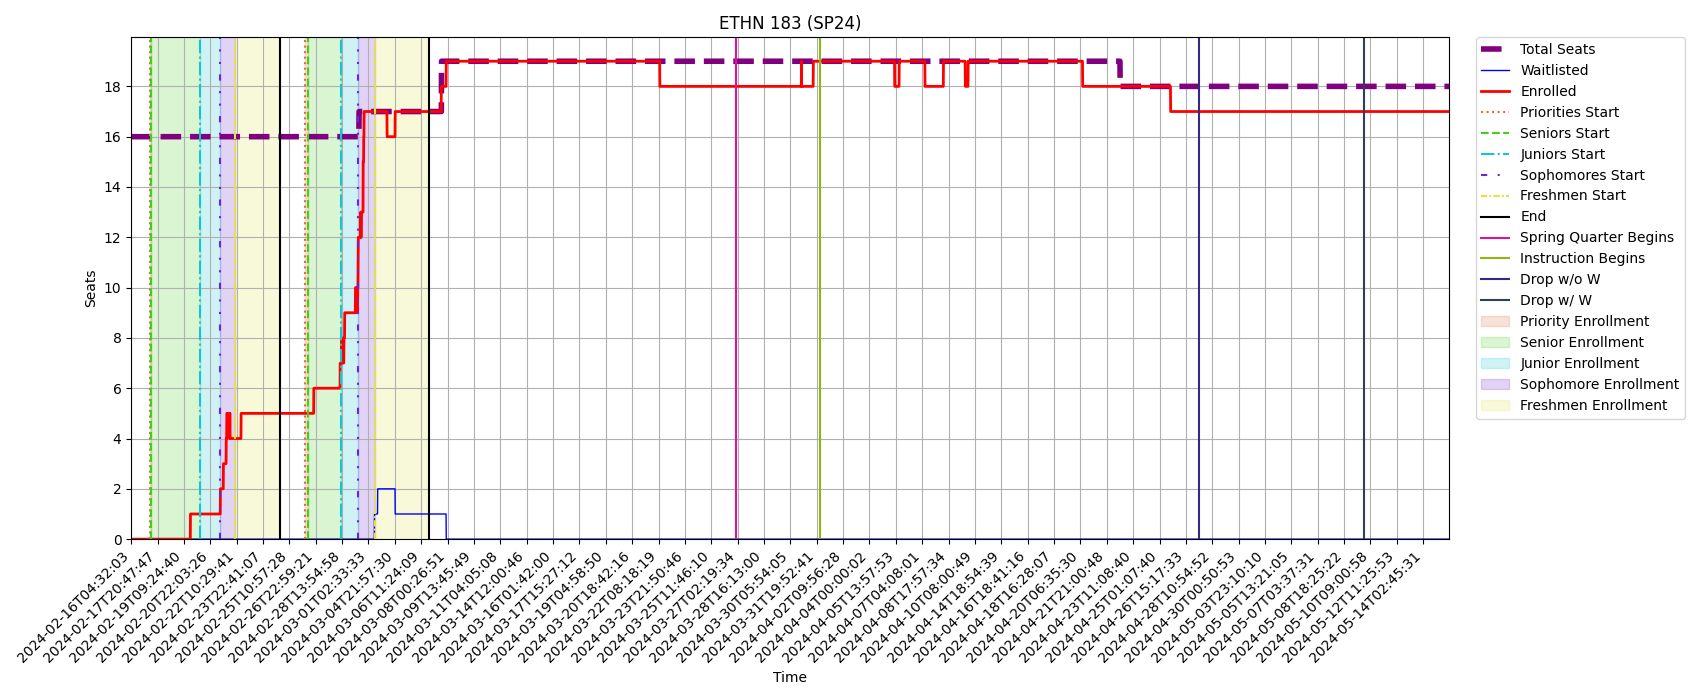 ETHN 183 (SP24)
Seats
18
16
14
12
10
8
6
4
2
0
2024-02-16T04:32:03
2024-02-17T20:47:47
2024-02-19T09:24:40
2024-02-20T22:03:26
2024-02-22T10:29:41
2024-02-23T22:41:07
2024-02-25T10:57:28
2024-02-26T22:59:21
2024-02-28T13:54:58
2024-03-01T02:33:33
2024-03-04T21:57:30
2024-03-06T11:24:09
2024-03-08T00:26:51
2024-03-09T13:45:49
2024-03-11T04:05:08
2024-03-14T12:00:46
2024-03-16T01:42:00
2024-03-17T15:27:12
2024-03-19T04:58:50
2024-03-20T18:42:16
2024-03-22T08:18:19
2024-03-23T21:50:46
2024-03-25T11:46:10
2024-03-27T02:19:34
2024-03-28T16:13:00
2024-03-30T05:54:05
2024-03-31T19:52:41
2024-04-02T09:56:28
2024-04-04T00:00:02
2024-04-05T13:57:53
2024-04-07T04:08:01
2024-04-08T17:57:34
2024-04-10T08:00:49
2024-04-14T18:54:39
2024-04-16T18:41:16
2024-04-18T16:28:07
2024-04-20T06:35:30
2024-04-21T21:00:48
2024-04-23T11:08:40
2024-04-25T01:07:40
2024-04-26T15:17:33
2024-04-28T10:54:52
2024-04-30T00:50:53
2024-05-03T23:10:10
2024-05-05T13:21:05
2024-05-07T03:37:31
2024-05-08T18:25:22
2024-05-10T09:00:58
2024-05-12T11:25:53
2024-05-14T02:45:31
Time
Total Seats
Waitlisted
Enrolled
Priorities Start
Seniors Start
Juniors Start
Sophomores Start
Freshmen Start
End
Spring Quarter Begins
Instruction Begins
Drop w/o W
Drop w/ W
Priority Enrollment
Senior Enrollment
Junior Enrollment
Sophomore Enrollment
Freshmen Enrollment